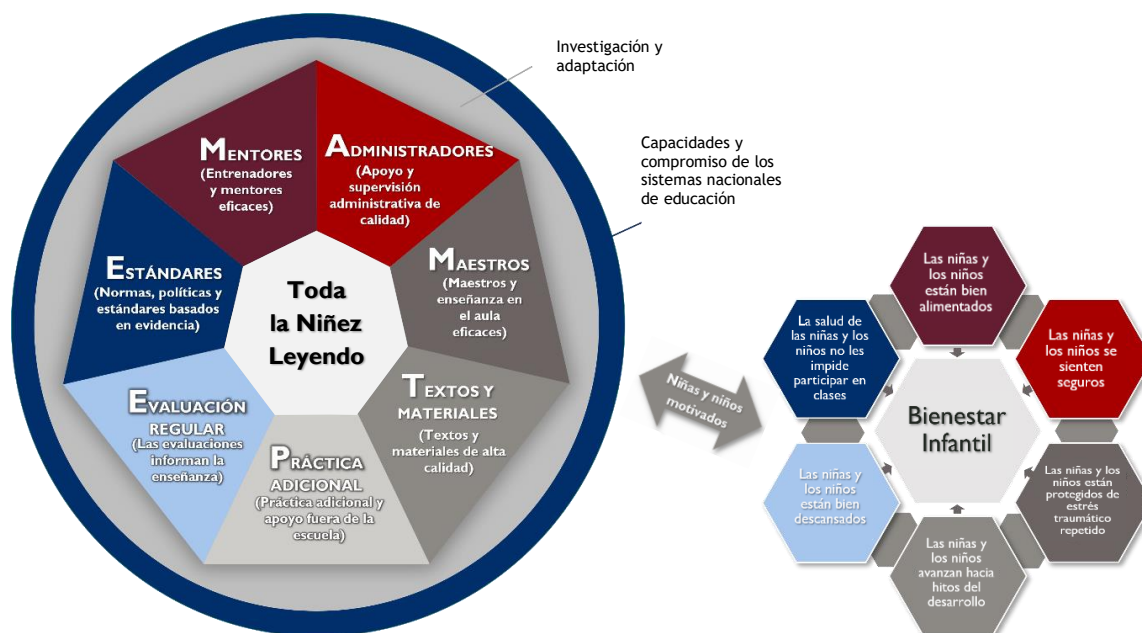 Investigación y
adaptación
Capacidades y
compromiso de los
sistemas nacionales
de educación
MENTORES
(Entrenadores
y mentores
eficaces)
ADMINISTRADORES
(Apoyo y
supervisión
administrativa de
calidad)
MAESTROS
(Maestros y
enseñanza en
el aula
eficaces)
TEXTOS Y
MATERIALES
(Textos y
materiales de alta
calidad)
PRÁCTICA
ADICIONAL
(Práctica adicional y
apoyo fuera de la
escuela)
EVALUACIÓN
REGULAR
(Las evaluaciones
informan la
enseñanza)
ESTÁNDARES
(Normas, políticas y
estándares basados
en evidencia)
Toda
la Niñez
Leyendo
Niñas y niños
motivados
Las niñas y
los niños
están bien
alimentados
Las niñas y
los niños se
sienten
seguros
Las niñas y los
niños están
protegidos de
estrés
traumático
repetido
Las niñas y
los niños
avanzan hacia
hitos del
desarrollo
Las niñas y
los niños
están bien
descansados
La salud de
las niñas y los
niños no les
impide
participar en
clases
Bienestar
Infantil